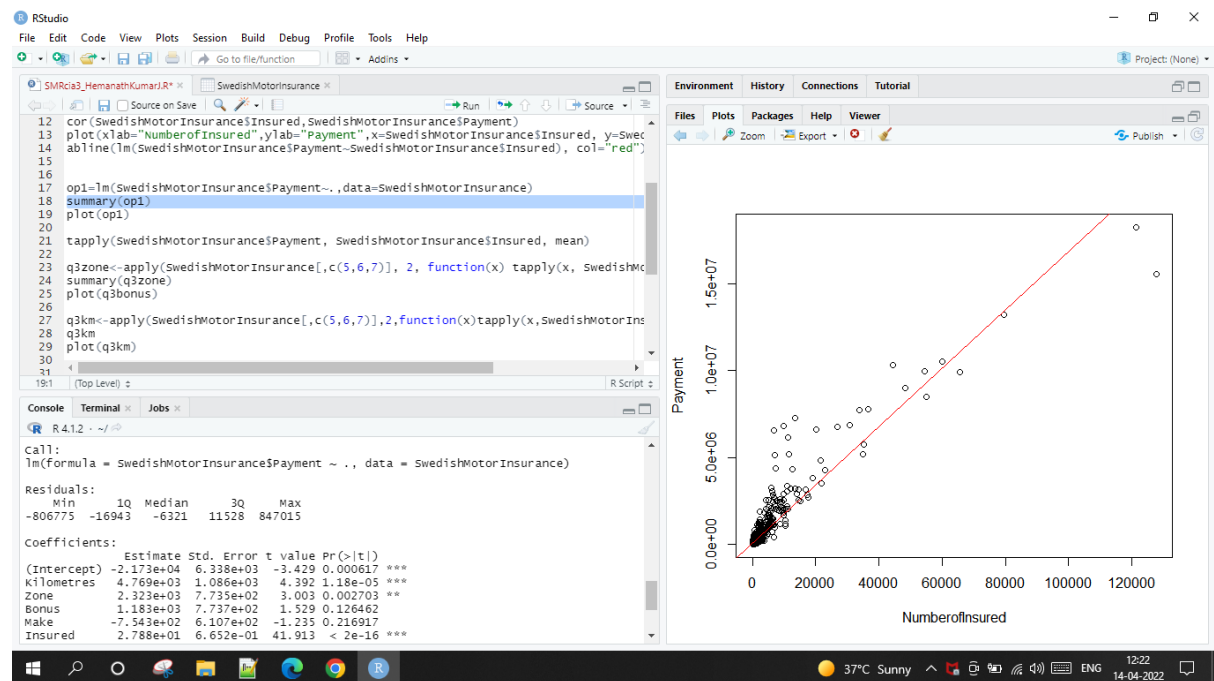 RStudio
File Edit Code View Plots Session Build Debug Profile Tools Help
Go to file/function
Addins
Project: (None)
SMRcia3_HemanathKumarJ.R*
SwedishMotorInsurance
Source on Save
Run
Source
12 cor(SwedishMotorInsurance$Insured,SwedishMotorInsurance$Payment)
13 plot(xlab="NumberofInsured",ylab="Payment",x=SwedishMotorInsurance$Insured, y=Swed
14 abline(lm(SwedishMotorInsurance$Payment~SwedishMotorInsurance$Insured), col="red")
15
16
17 op1=lm(SwedishMotorInsurance$Payment~.,data=SwedishMotorInsurance)
18 summary(op1)
19 plot(op1)
20
21 tapply(SwedishMotorInsurance$Payment, SwedishMotorInsurance$Insured, mean)
22
23 q3zone<-apply(SwedishMotorInsurance[,c(5,6,7)], 2, function(x) tapply(x, SwedishMo
24 summary(q3zone)
25 plot(q3bonus)
26
27 q3km<-apply(SwedishMotorInsurance[,c(5,6,7)],2,function(x)tapply(x,SwedishMotorIns
28 q3km
29 plot(q3km)
30
31
19:1 (Top Level) R Script
Console Terminal Jobs
R 4.1.2 · ~/
Call:
lm(formula = SwedishMotorInsurance$Payment ~ ., data = SwedishMotorInsurance)
Residuals:
Min 1Q Median 3Q Max
-806775 -16943 -6321 11528 847015
Coefficients:
Estimate Std. Error t value Pr(>|t|)
(Intercept) -2.173e+04 6.338e+03 -3.429 0.000617 ***
Kilometres 4.769e+03 1.086e+03 4.392 1.18e-05 ***
Zone 2.323e+03 7.735e+02 3.003 0.002703 **
Bonus 1.183e+03 7.737e+02 1.529 0.126462
Make -7.543e+02 6.107e+02 -1.235 0.216917
Insured 2.788e+01 6.652e-01 41.913 < 2e-16 ***
Environment History Connections Tutorial
Files Plots Packages Help Viewer
Zoom Export Publish
Payment
1.5e+07
1.0e+07
5.0e+06
0.0e+00
0 20000 40000 60000 80000 100000 120000
NumberofInsured
37°C Sunny ENG
12:22
14-04-2022